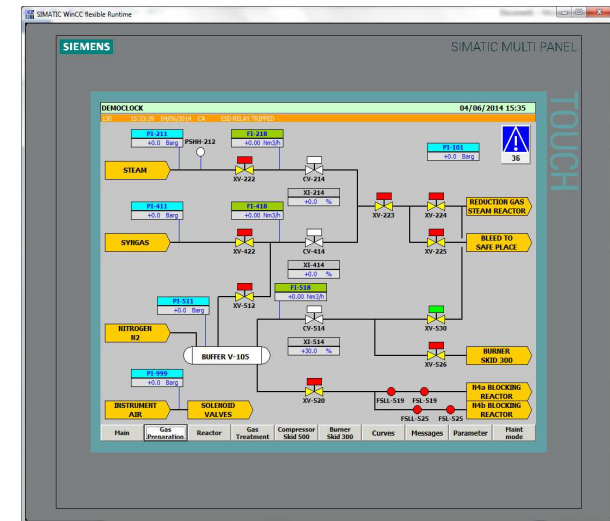 SIMATIC WinCC flexible Runtime
SIEMENS
SIMATIC MULTI PANEL
TOUCH
DEMOCLOCK
04/06/2014 15:35
130 15:33:29 04/06/2014 CA ESD RELAY TRIPPED
PI-211
+0.0 Barg
PSHH-212
FI-218
+0.00 Nm3/h
PI-101
+0.0 Barg
36
STEAM
XV-222
CV-214
XI-214
+0.0 %
PI-411
+0.0 Barg
FI-418
+0.00 Nm3/h
XV-223
XV-224
REDUCTION GAS
STEAM REACTOR
SYNGAS
XV-422
CV-414
XV-225
BLEED TO
SAFE PLACE
XI-414
+0.0 %
PI-511
+0.0 Barg
XV-512
FI-518
+0.00 Nm3/h
NITROGEN
N2
CV-514
XV-530
BUFFER V-105
XI-514
+30.0 %
XV-526
BURNER
SKID 300
PI-999
+0.0 Barg
INSTRUMENT
AIR
SOLENOID
VALVES
XV-520
FSLL-519
FSL-519
N4a BLOCKING
REACTOR
FSLL-525
FSL-525
N4b BLOCKING
REACTOR
Main
Gas
Preparation
Reactor
Gas
Treatment
Compressor
Skid 500
Burner
Skid 300
Curves
Messages
Parameter
Maint
mode